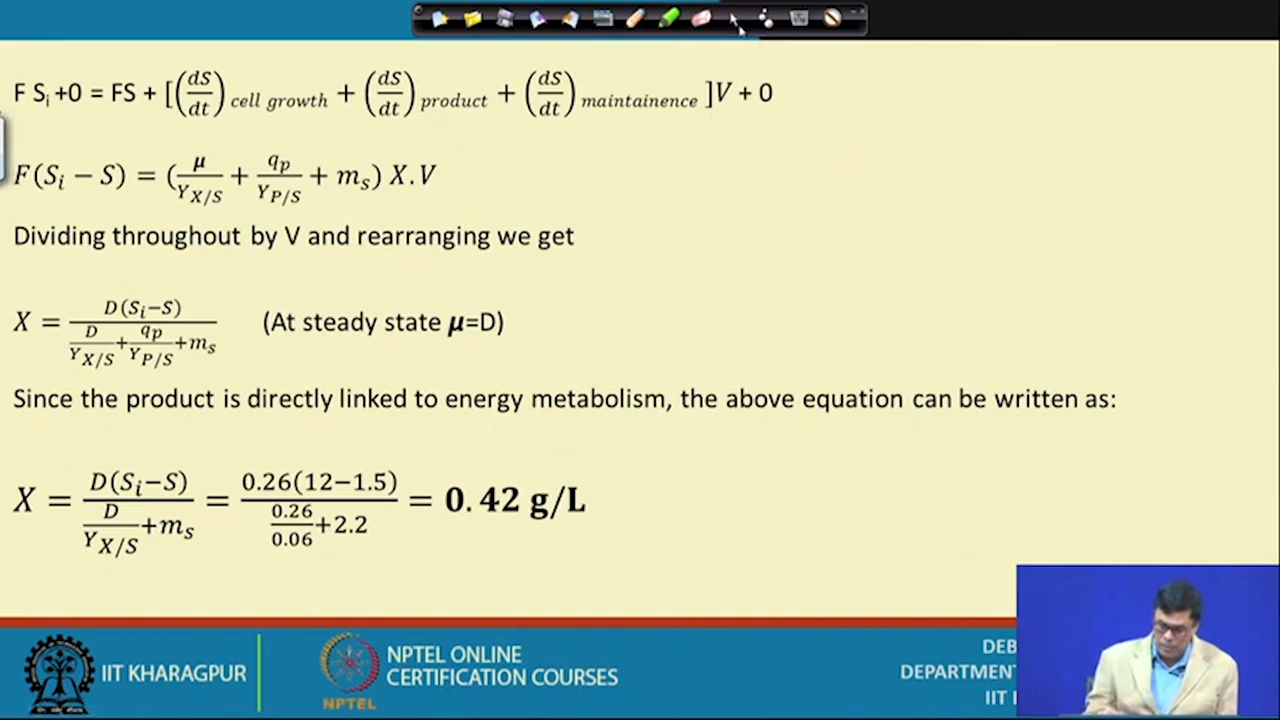 F Sᵢ +0 = FS + [(dS/dt) cell growth + (dS/dt) product + (dS/dt) maintainence ]V + 0
F(Sᵢ − S) = (μ/Y_X/S + q_p/Y_P/S + m_s) X.V
Dividing throughout by V and rearranging we get
X = D(Sᵢ−S) / (D/Y_X/S + q_p/Y_P/S + m_s) (At steady state μ=D)
Since the product is directly linked to energy metabolism, the above equation can be written as:
X = D(Sᵢ−S) / (D/Y_X/S + m_s) = 0.26(12−1.5) / (0.26/0.06 + 2.2) = 0.42 g/L
IIT KHARAGPUR
NPTEL
NPTEL ONLINE
CERTIFICATION COURSES
DEB
DEPARTMEN
IIT